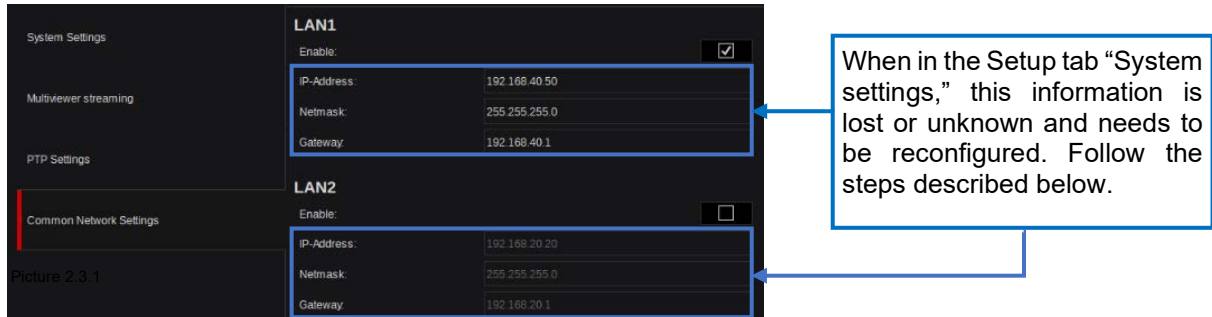 System Settings
Multiviewer streaming
PTP Settings
Common Network Settings
Picture 2.3.1
LAN1
Enable:
IP-Address: 192.168.40.50
Netmask: 255.255.255.0
Gateway: 192.168.40.1
LAN2
Enable:
IP-Address: 192.168.20.20
Netmask: 255.255.255.0
Gateway: 192.168.20.1
When in the Setup tab “System
settings,” this information is
lost or unknown and needs to
be reconfigured. Follow the
steps described below.